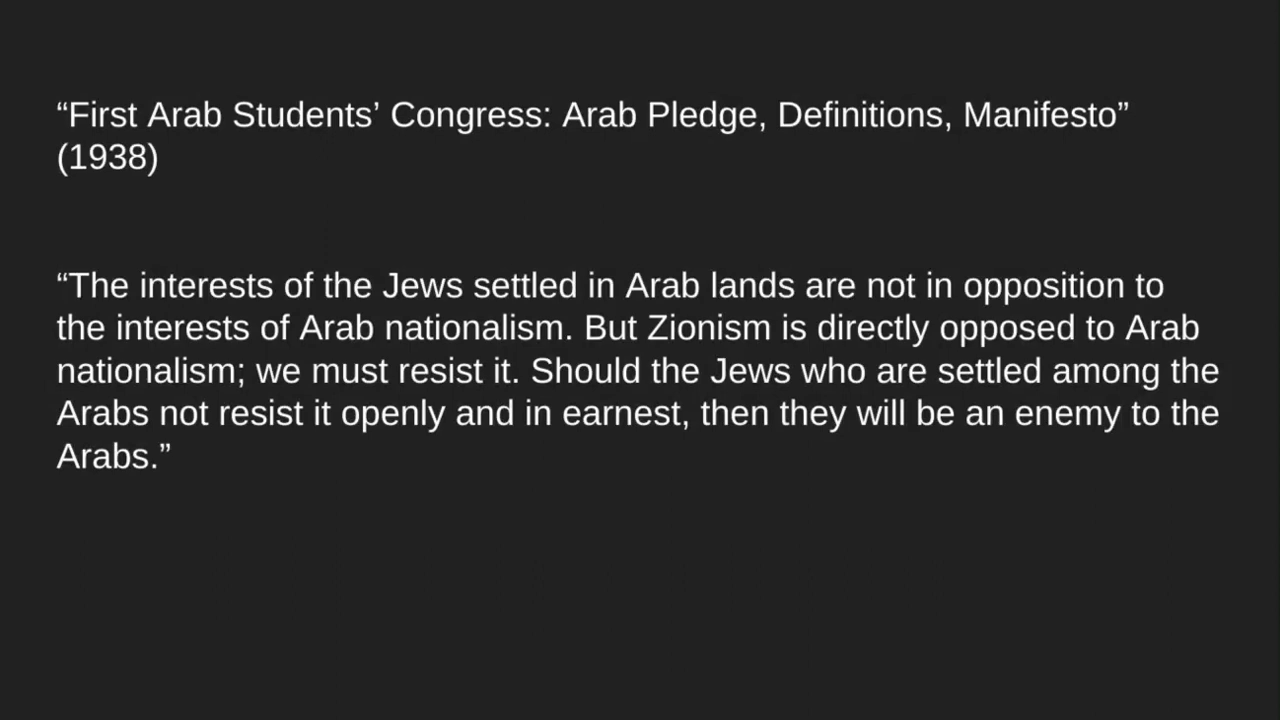 “First Arab Students’ Congress: Arab Pledge, Definitions, Manifesto”
(1938)
“The interests of the Jews settled in Arab lands are not in opposition to
the interests of Arab nationalism. But Zionism is directly opposed to Arab
nationalism; we must resist it. Should the Jews who are settled among the
Arabs not resist it openly and in earnest, then they will be an enemy to the
Arabs.”